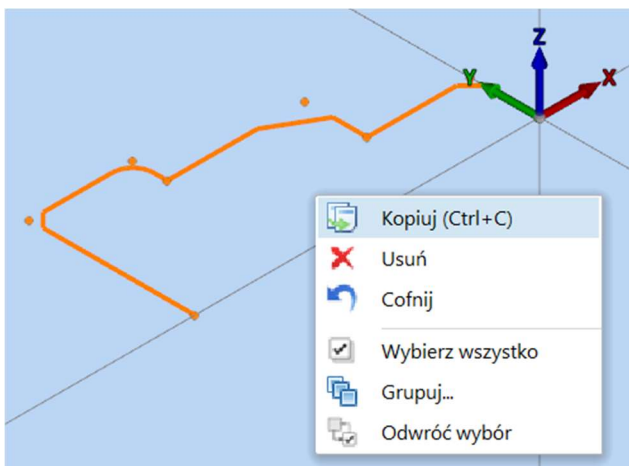 Z
Y
X
Kopiuj (Ctrl+C)
Usuń
Cofnij
Wybierz wszystko
Grupuj...
Odwróć wybór